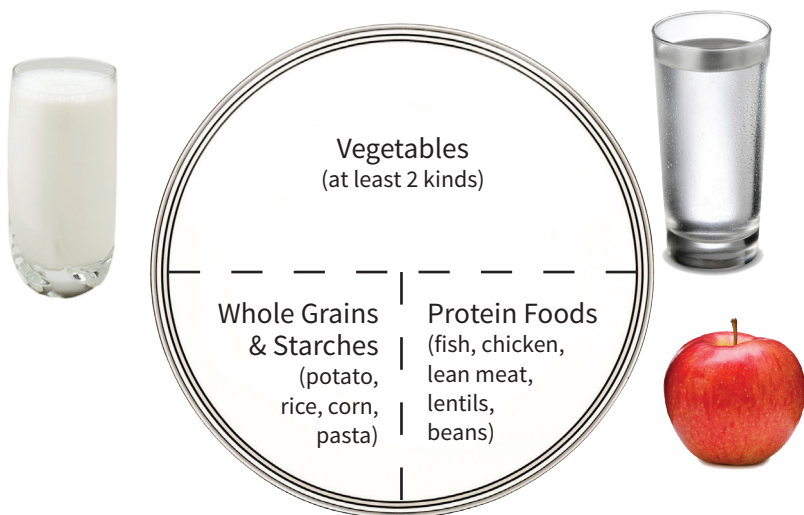 Vegetables
(at least 2 kinds)
Whole Grains
& Starches
(potato,
rice, corn,
pasta)
Protein Foods
(fish, chicken,
lean meat,
lentils,
beans)